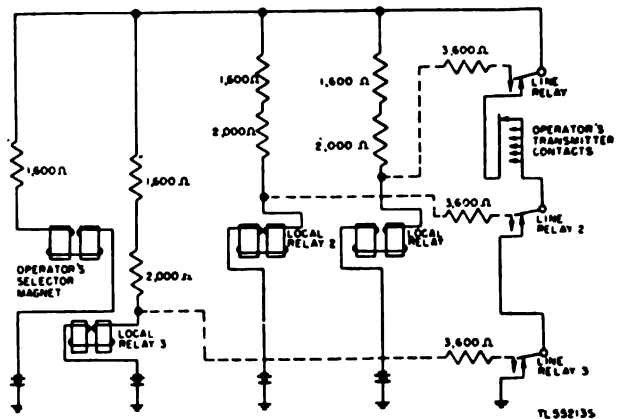 3,600 Ω
LINE
RELAY
1,600 Ω
1,600 Ω
2,000 Ω
2,000 Ω
OPERATOR'S
TRANSMITTER
CONTACTS
1,600 Ω
1,600 Ω
3,600 Ω
LINE
RELAY 2
LOCAL
RELAY 2
LOCAL
RELAY
OPERATOR'S
SELECTOR
MAGNET
2,000 Ω
LOCAL
RELAY 3
3,600 Ω
LINE
RELAY 3
TL55213S